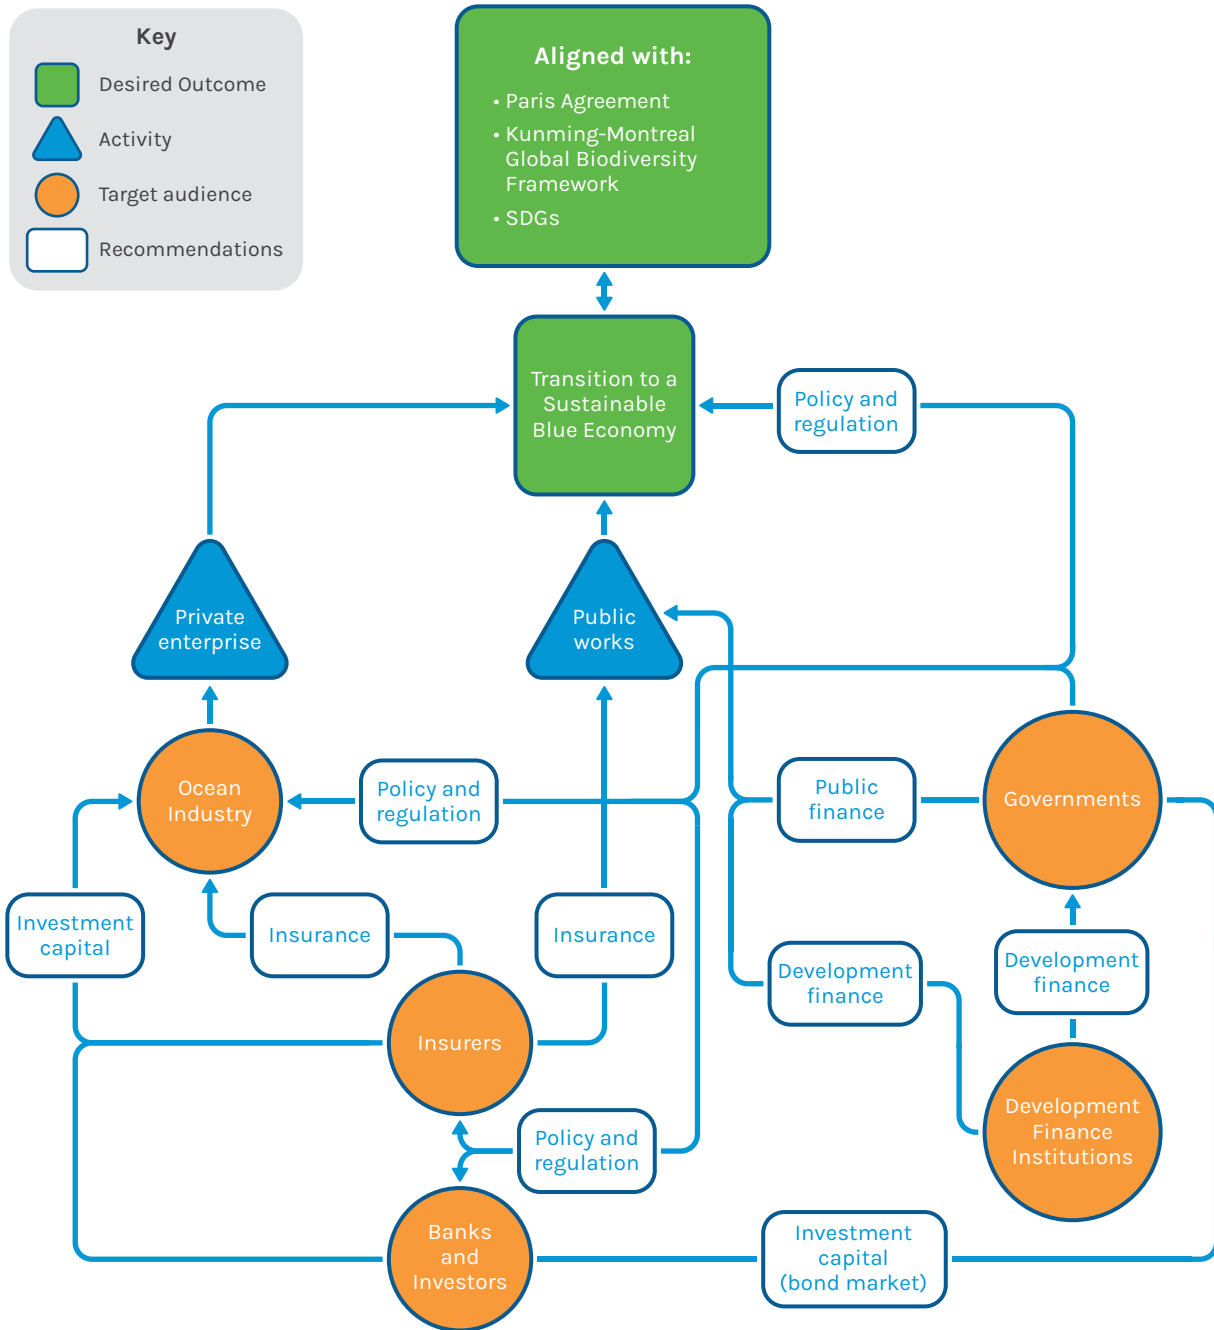 Key
Desired Outcome
Activity
Target audience
Recommendations
Aligned with:
• Paris Agreement
• Kunming-Montreal
Global Biodiversity
Framework
• SDGs
Transition to a
Sustainable
Blue Economy
Policy and
regulation
Private
enterprise
Public
works
Ocean
Industry
Policy and
regulation
Public
finance
Governments
Investment
capital
Insurance
Insurance
Development
finance
Development
finance
Insurers
Development
Finance
Institutions
Policy and
regulation
Banks
and
Investors
Investment
capital
(bond market)